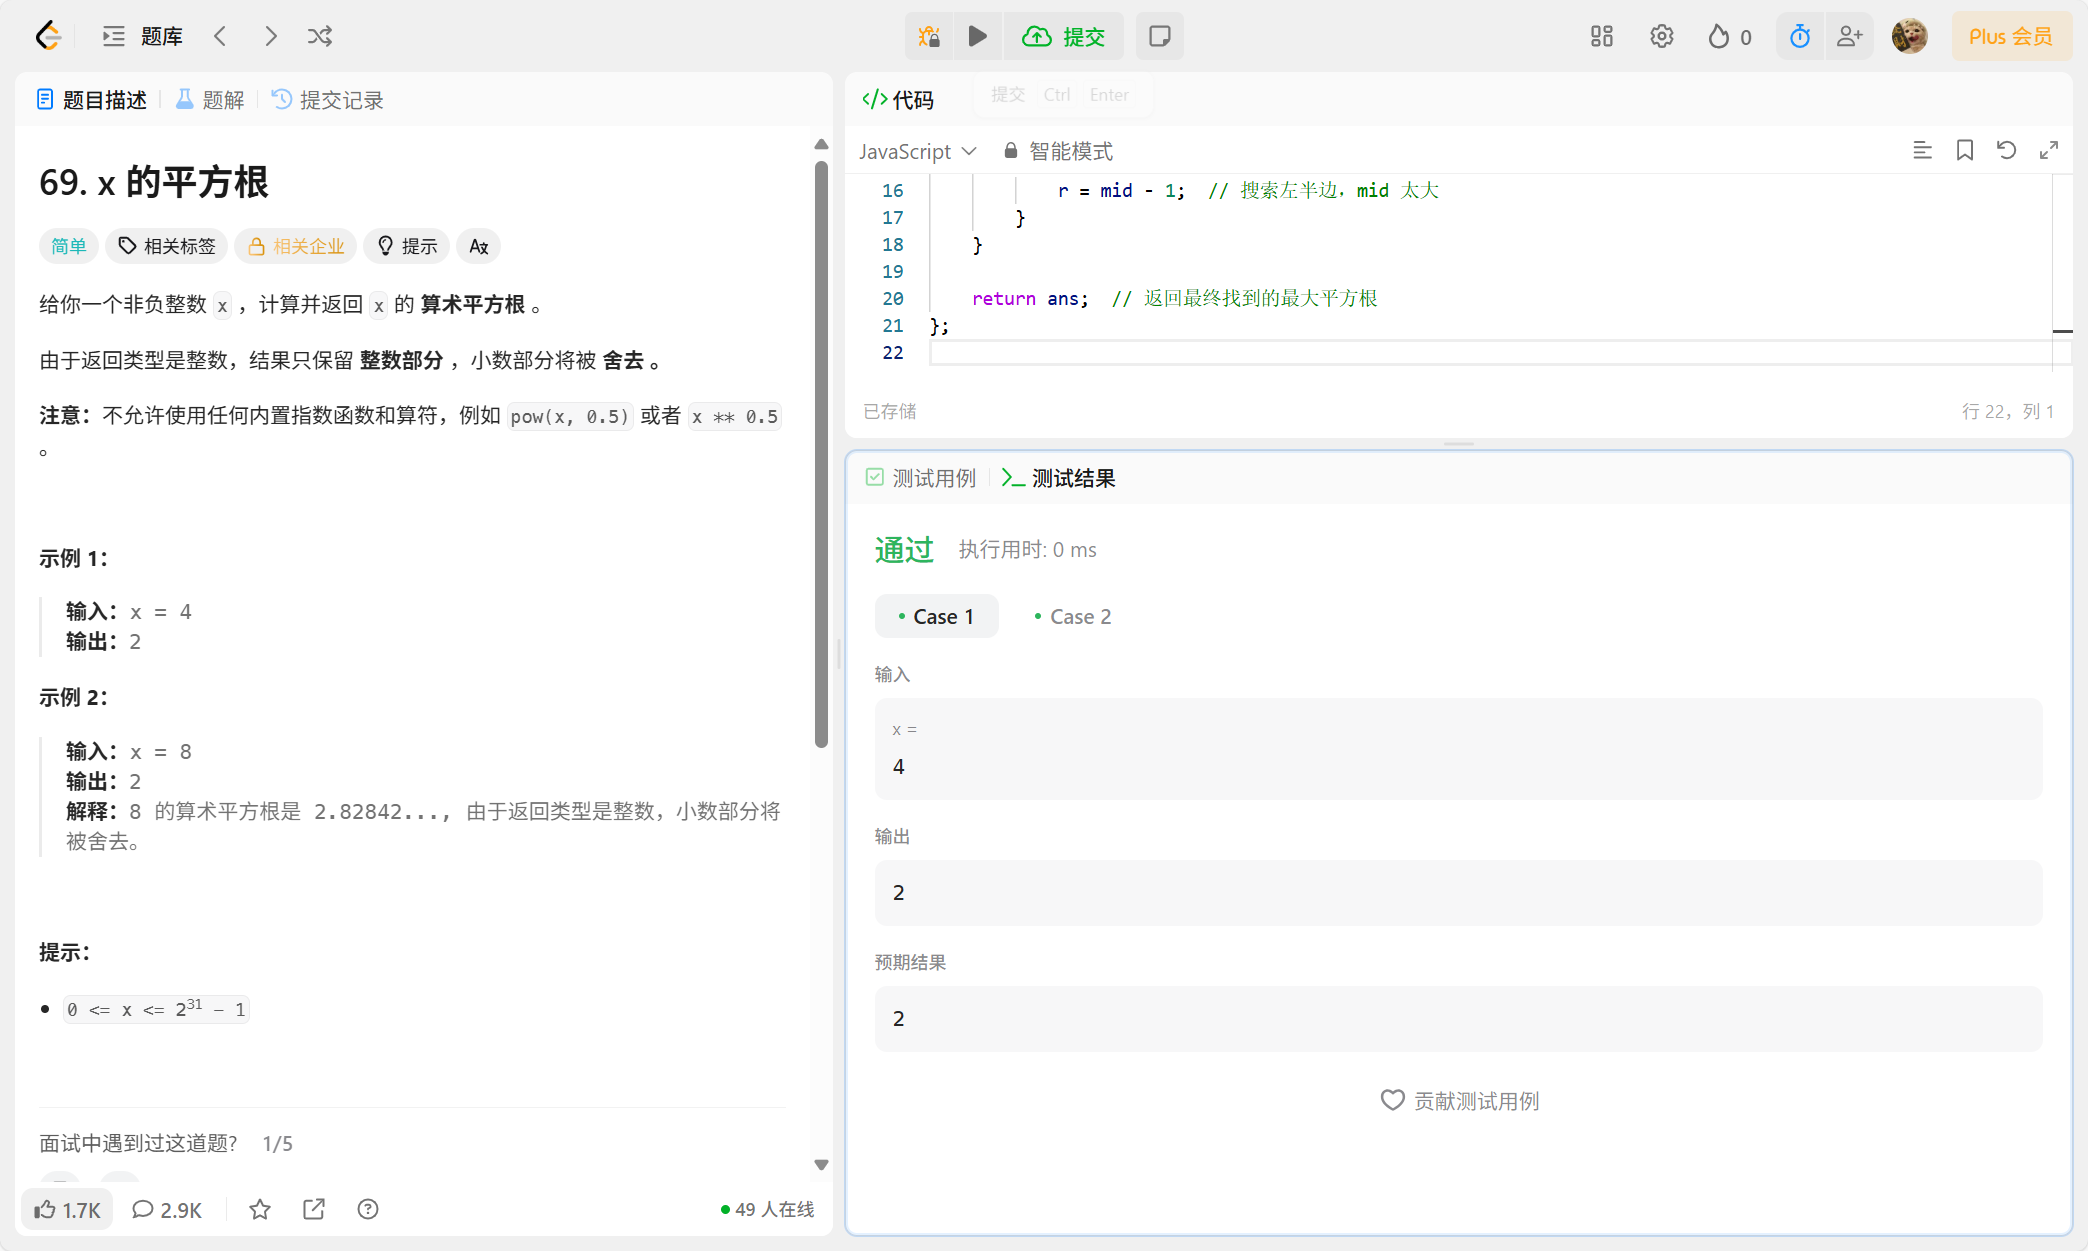 题库
提交
0
Plus 会员
题目描述
题解
提交记录
69. x 的平方根
简单
相关标签
相关企业
提示
给你一个非负整数 x ，计算并返回 x 的 算术平方根 。
由于返回类型是整数，结果只保留 整数部分 ，小数部分将被 舍去 。
注意：不允许使用任何内置指数函数和算符，例如 pow(x, 0.5) 或者 x ** 0.5
。
示例 1：
输入：x = 4
输出：2
示例 2：
输入：x = 8
输出：2
解释：8 的算术平方根是 2.82842..., 由于返回类型是整数，小数部分将
被舍去。
提示：
0 <= x <= 2³¹ - 1
面试中遇到过这道题? 1/5
1.7K
2.9K
49 人在线
代码
提交 Ctrl Enter
JavaScript
智能模式
16 r = mid - 1; // 搜索左半边，mid 太大
17 }
18 }
19
20 return ans; // 返回最终找到的最大平方根
21 };
22
已存储
行 22，列 1
测试用例
测试结果
通过
执行用时: 0 ms
Case 1
Case 2
输入
x =
4
输出
2
预期结果
2
贡献测试用例